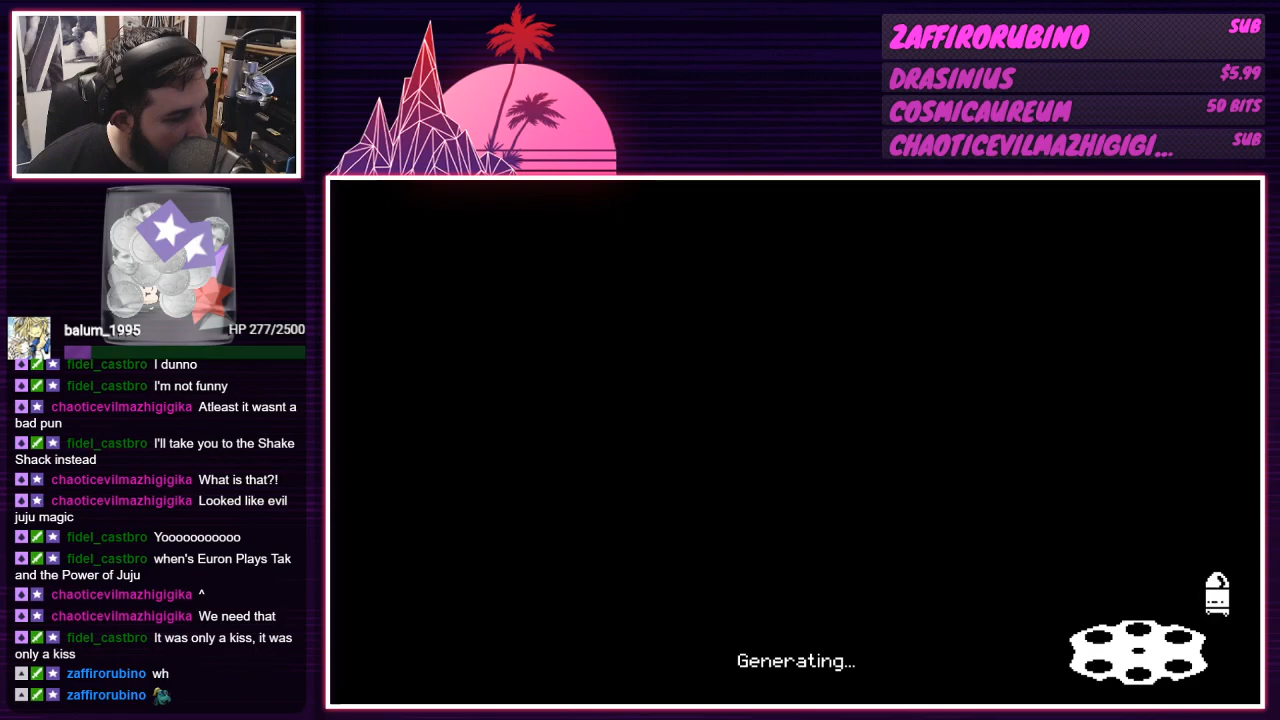 ZAFFIRORUBINO SUB
DRASINIUS $5.99
COSMICAUREUM 50 BITS
CHAOTICEVILMAZHIGIGI... SUB
balum_1995 HP 277/2500
fidel_castbro I dunno
fidel_castbro I'm not funny
chaoticevilmazhigigika Atleast it wasnt a
bad pun
fidel_castbro I'll take you to the Shake
Shack instead
chaoticevilmazhigigika What is that?!
chaoticevilmazhigigika Looked like evil
juju magic
fidel_castbro Yooooooooooo
fidel_castbro when's Euron Plays Tak
and the Power of Juju
chaoticevilmazhigigika ^
chaoticevilmazhigigika We need that
fidel_castbro It was only a kiss, it was
only a kiss
zaffirorubino wh
zaffirorubino
Generating...